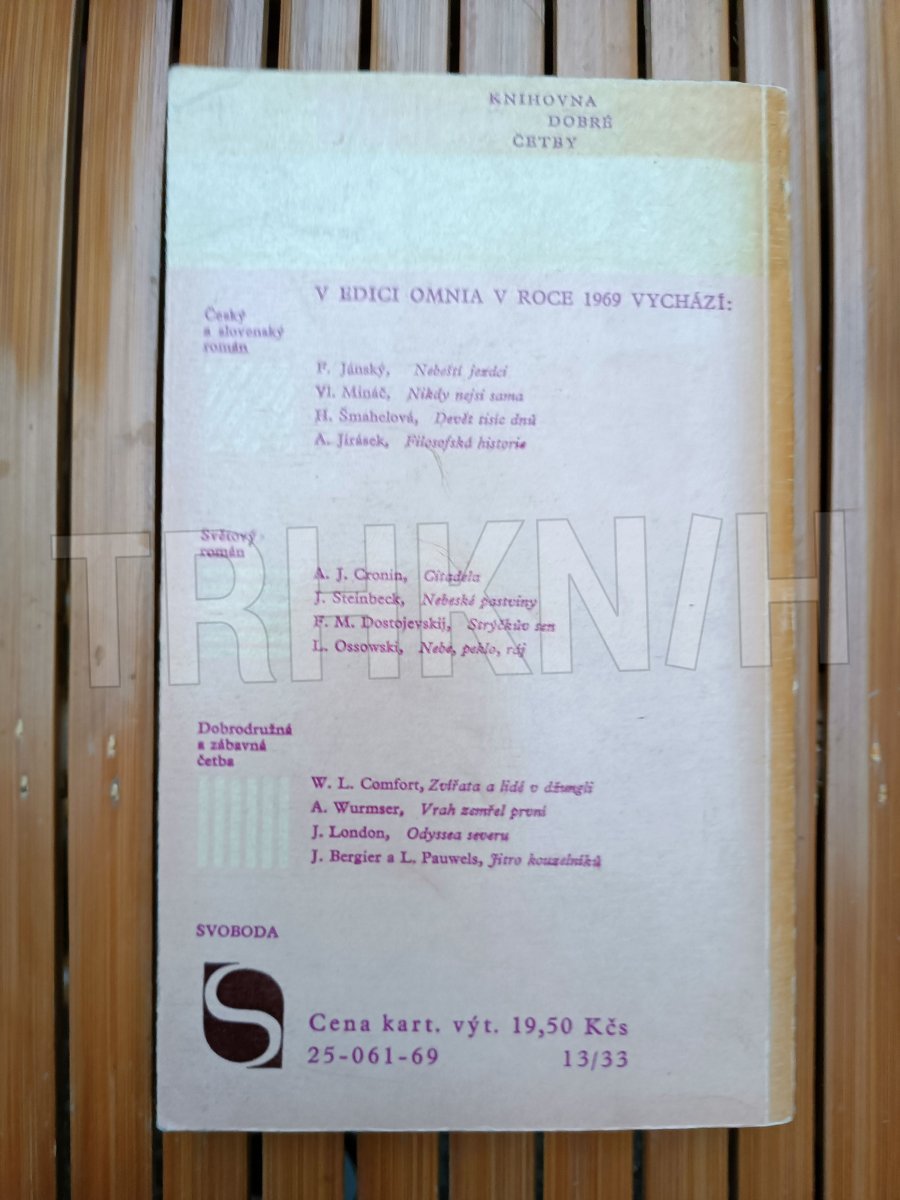 KNIHOVNA
DOBRÉ
ČETBY
V EDICI OMNIA V ROCE 1969 VYCHÁZÍ:
Český
a slovenský
román
F. Jánský, Nebeští jezdci
Vl. Mináč, Nikdy nejsi sama
H. Šmahelová, Devět tisíc dnů
A. Jirásek, Filosofská historie
Světový
román
A. J. Cronin, Citadela
J. Steinbeck, Nebeské pastviny
F. M. Dostojevskij, Strýčkův sen
L. Ossowski, Nebe, peklo, ráj
Dobrodružná
a zábavná
četba
W. L. Comfort, Zvířata a lidé v džungli
A. Wurmser, Vrah zemřel první
J. London, Odyssea severu
J. Bergier a L. Pauwels, Jitro kouzelníků
SVOBODA
S
Cena kart. výt. 19,50 Kčs
25-061-69 13/33
TRHKNIH